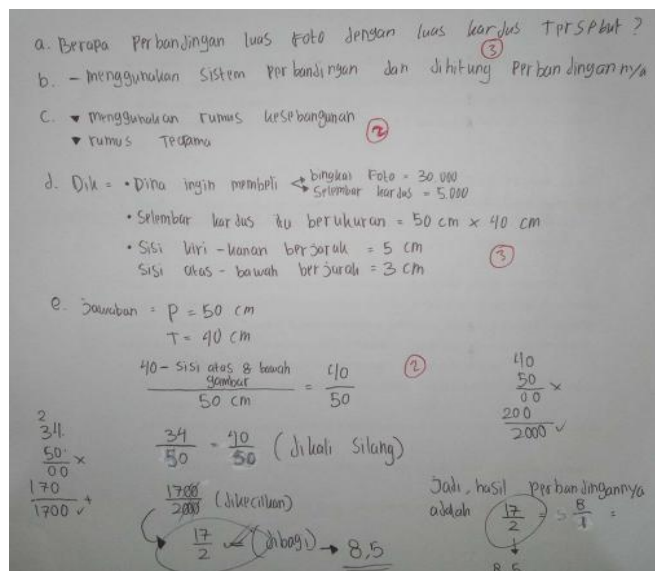 a. Berapa Perbandingan luas Foto dengan luas kardus Tersebut ?
③
b. - Menggunakan Sistem Perbandingan dan dihitung Perbandingannya
c. ▾ menggunakan rumus kesebangunan
②
▾ rumus
d. Dik = • Dina ingin membeli bingkai Foto = 30.000
Selembar kardus = 5.000
• Selembar kardus itu berukuran = 50 cm × 40 cm
• Sisi kiri - kanan berjarak = 5 cm
③
Sisi atas - bawah berjarak = 3 cm
e. Jawaban = P = 50 cm
T = 40 cm
40 - Sisi atas & bawah gambar / 50 cm = 40 / 50
②
40
50 ×
00
200
2000 ✓
2
34
50 ×
00
170 +
1700 ✓
34/50 = 40/50 (dikali Silang)
1700/2000 (dikecilkan)
17/2 (dibagi) → 8,5
Jadi, hasil perbandingannya
adalah 17/2 = 8/1 =
8,5